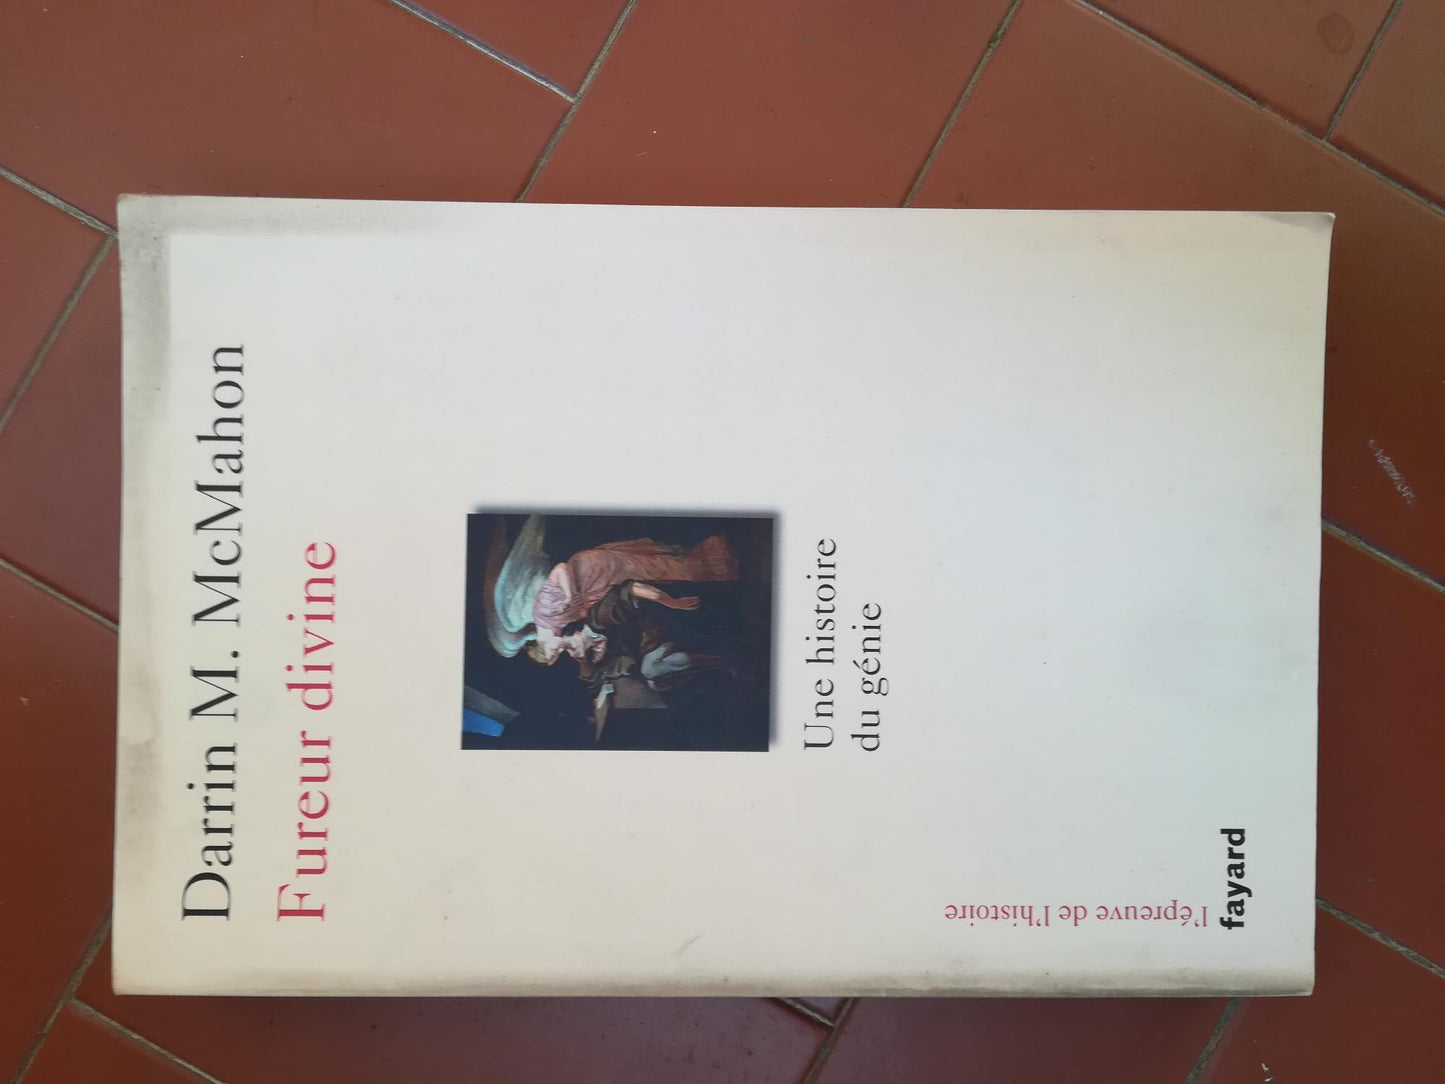 Darrin M. McMahon
Fureur divine
Une histoire
du génie
l'épreuve de l'histoire
fayard